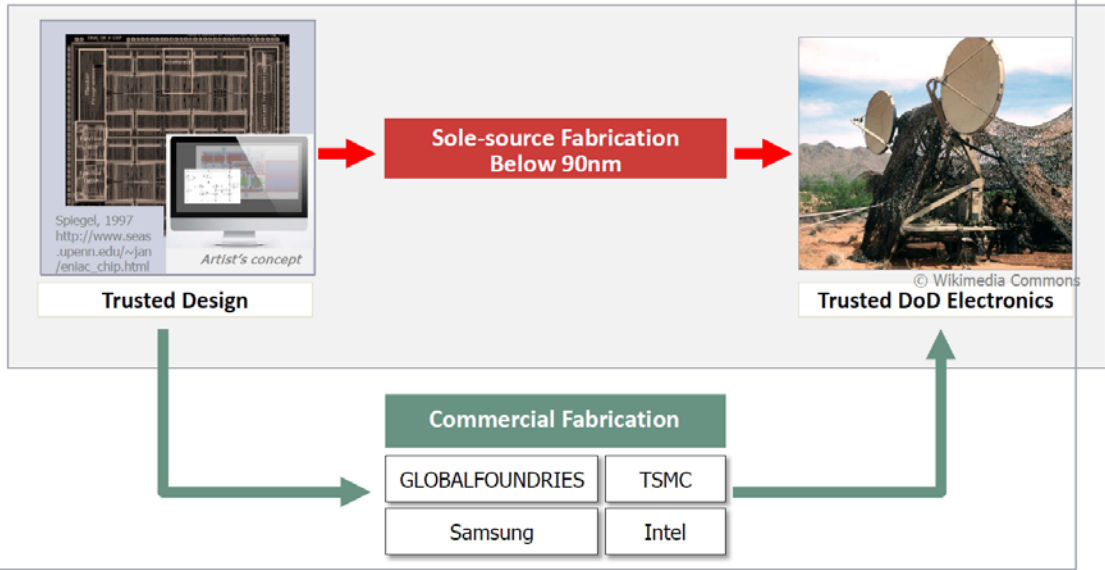 Spiegel, 1997
http://www.seas
.upenn.edu/~jan
/eniac_chip.html
Artist's concept
Trusted Design
Sole-source Fabrication
Below 90nm
© Wikimedia Commons
Trusted DoD Electronics
Commercial Fabrication
GLOBALFOUNDRIES
TSMC
Samsung
Intel